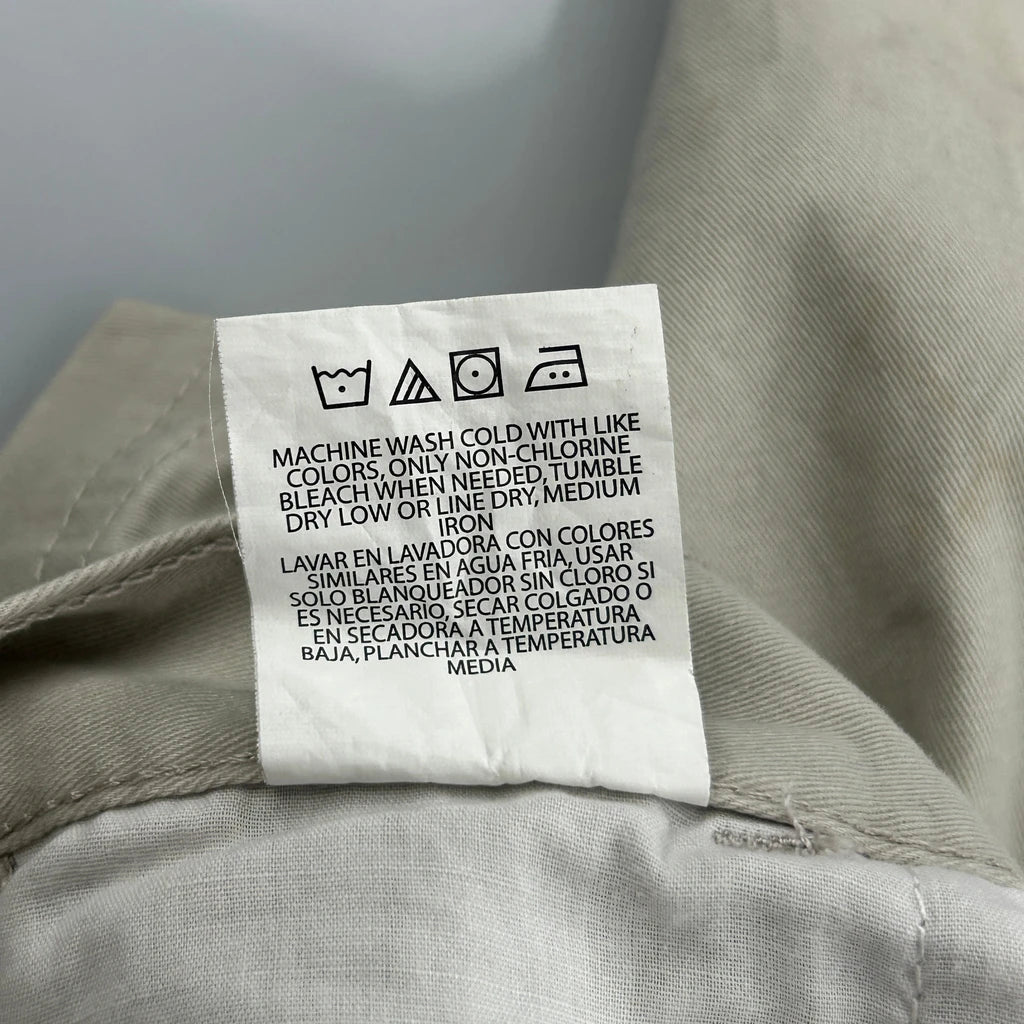 MACHINE WASH COLD WITH LIKE
COLORS, ONLY NON-CHLORINE
BLEACH WHEN NEEDED, TUMBLE
DRY LOW OR LINE DRY, MEDIUM
IRON
LAVAR EN LAVADORA CON COLORES
SIMILARES EN AGUA FRIA, USAR
SOLO BLANQUEADOR SIN CLORO SI
ES NECESARIO, SECAR COLGADO O
EN SECADORA A TEMPERATURA
BAJA, PLANCHAR A TEMPERATURA
MEDIA